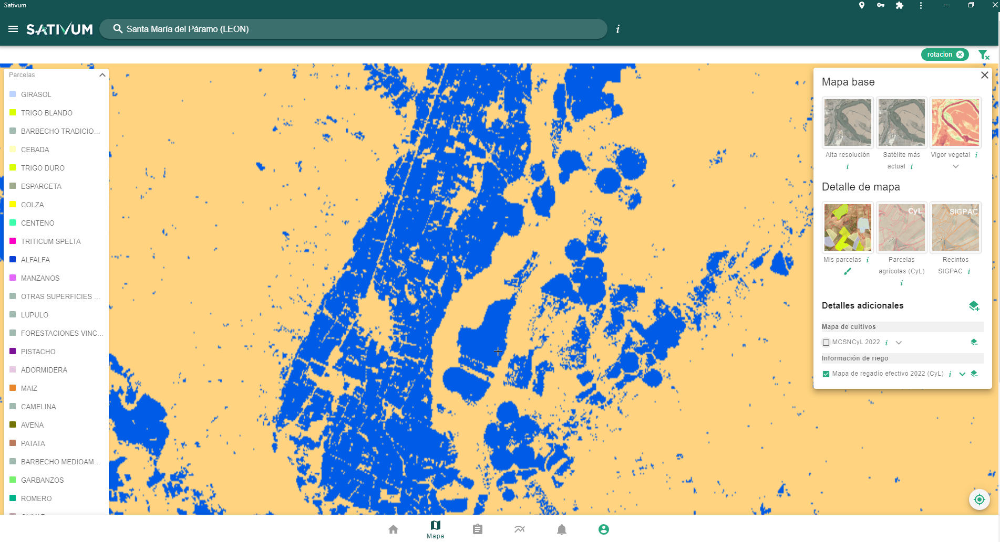 Sativum
SATIVUM
Santa María del Páramo (LEON)
i
rotacion
Parcelas
GIRASOL
TRIGO BLANDO
BARBECHO TRADICIO...
CEBADA
TRIGO DURO
ESPARCETA
COLZA
CENTENO
TRITICUM SPELTA
ALFALFA
MANZANOS
OTRAS SUPERFICIES ...
LUPULO
FORESTACIONES VINC...
PISTACHO
ADORMIDERA
MAIZ
CAMELINA
AVENA
PATATA
BARBECHO MEDIOAM...
GARBANZOS
ROMERO
Mapa base
Alta resolución
i
Satélite más
actual i
Vigor vegetal i
Detalle de mapa
CyL
SIGPAC
Mis parcelas i
Parcelas
agrícolas (CyL)
i
Recintos
SIGPAC i
Detalles adicionales
Mapa de cultivos
MCSNCyL 2022 i
Información de riego
Mapa de regadío efectivo 2022 (CyL) i
Mapa